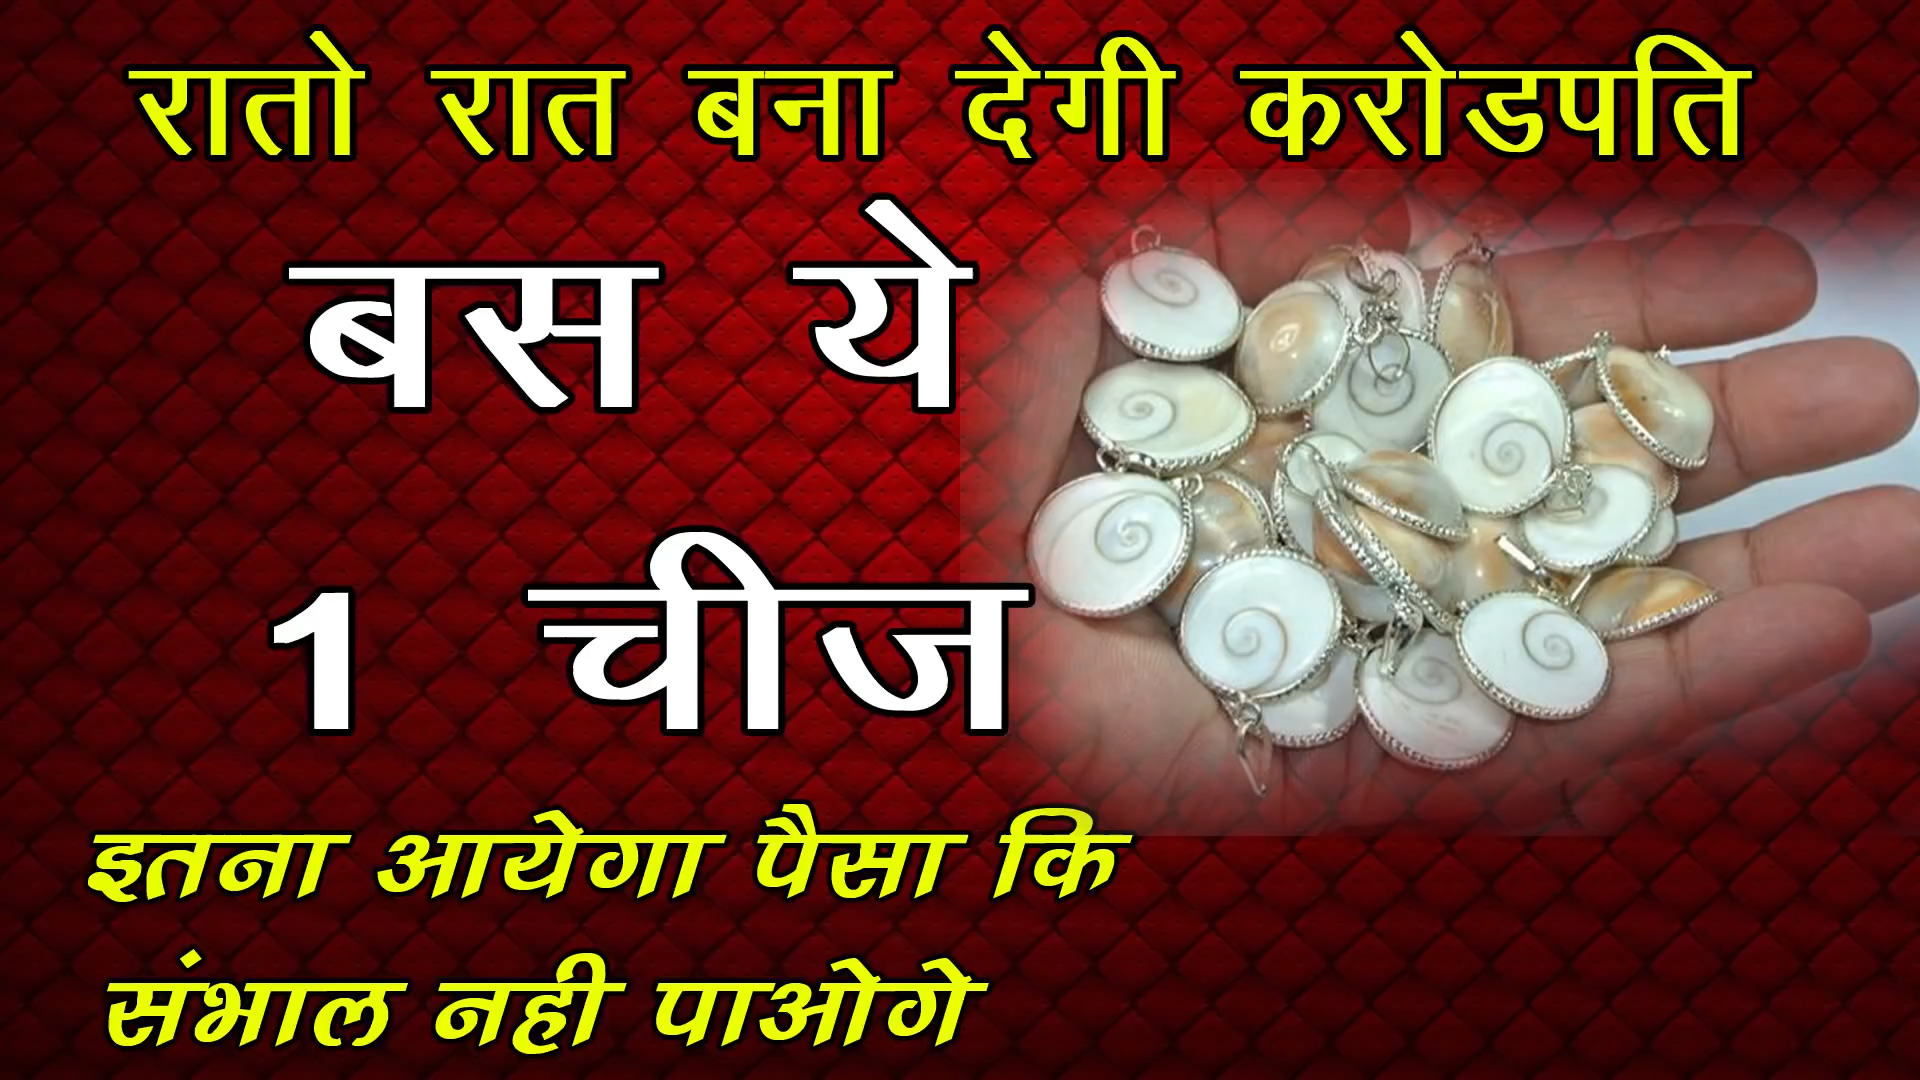 रातो रात बना देगी करोडपति
बस ये
1 चीज
इतना आयेगा पैसा कि
संभाल नही पाओगे